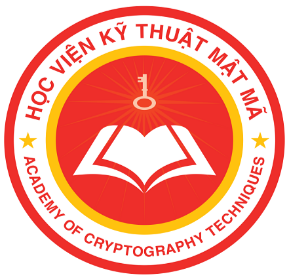 HỌC VIỆN KỸ THUẬT MẬT MÃ
ACADEMY OF CRYPTOGRAPHY TECHNIQUES